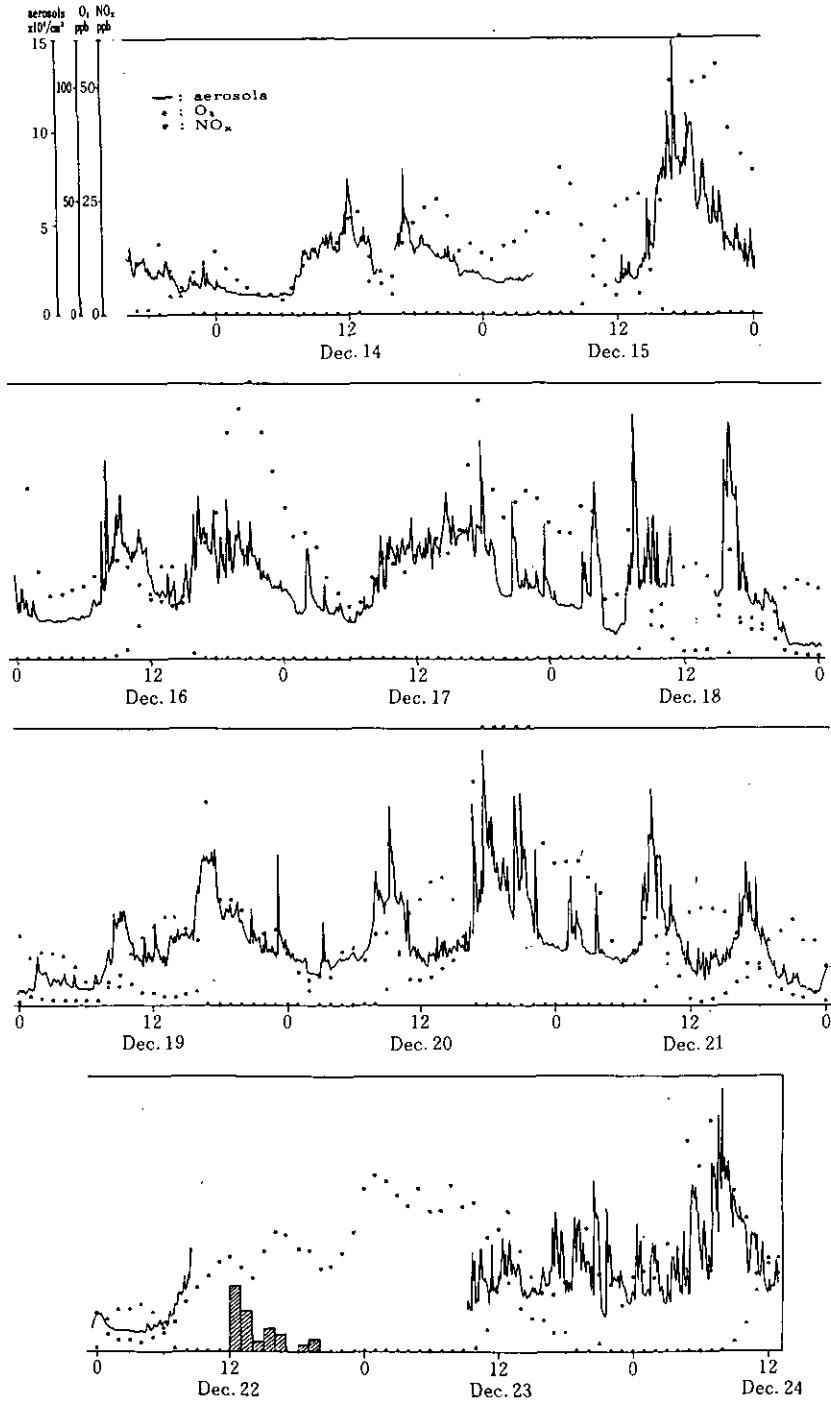 aerosols O₃ NOₓ
x10⁴/cm³ ppb ppb
15
100 50
10
50 25
5
0 0 0
— : aerosola
: O₃
: NOₓ
0 12 0 12 0
Dec. 14 Dec. 15
0 12 0 12 0 12 0
Dec. 16 Dec. 17 Dec. 18
0 12 0 12 0 12 0
Dec. 19 Dec. 20 Dec. 21
0 12 0 12 0 12
Dec. 22 Dec. 23 Dec. 24